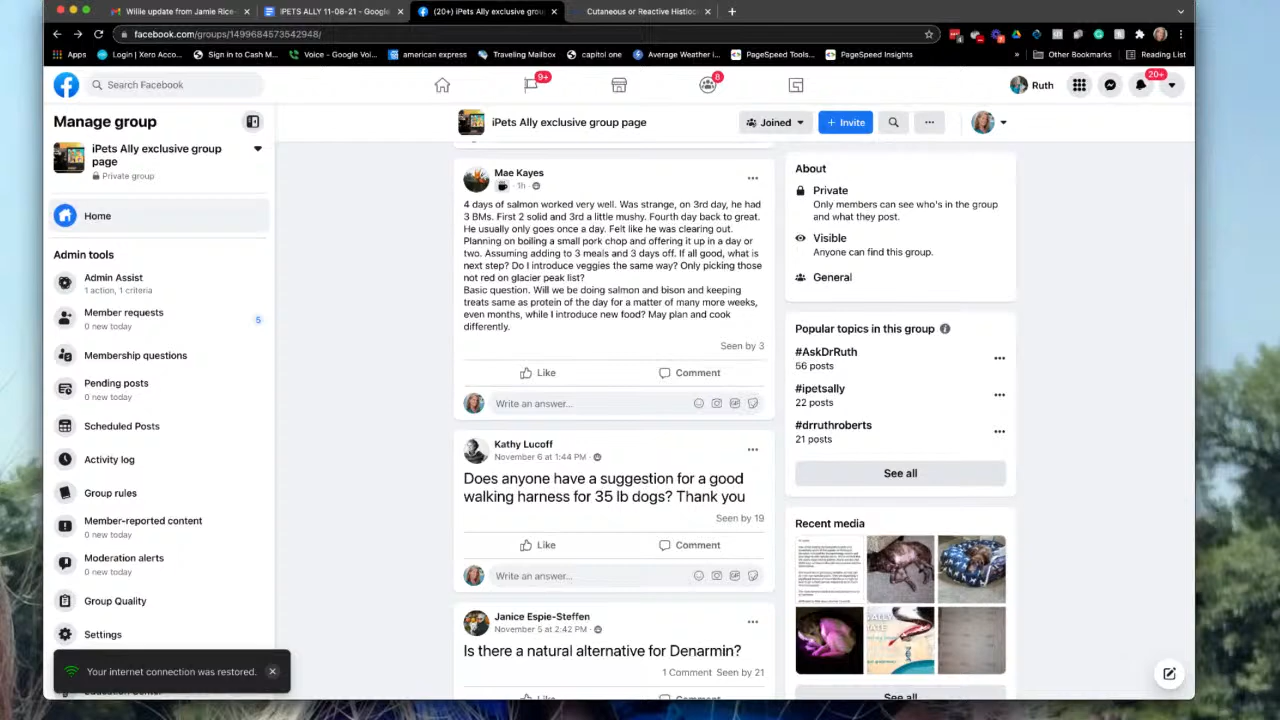 Willie update from Jamie Rice-
IPETS ALLY 11-08-21 - Google
(20+) iPets Ally exclusive grou
Cutaneous or Reactive Histioc
facebook.com/groups/1499684573542948/
Apps
Login | Xero Acco...
Sign in to Cash M...
Voice - Google Voi...
american express
Traveling Mailbox
capitol one
Average Weather i...
PageSpeed Tools...
PageSpeed Insights
»
Other Bookmarks
Reading List
Search Facebook
9+
8
Ruth
20+
Manage group
iPets Ally exclusive group
page
Private group
Home
Admin tools
Admin Assist
1 action, 1 criteria
Member requests
0 new today
5
Membership questions
Pending posts
0 new today
Scheduled Posts
Activity log
Group rules
Member-reported content
0 new today
Moderation alerts
0 new today
Group Quality
Settings
Your internet connection was restored.
iPets Ally exclusive group page
Joined
+ Invite
Mae Kayes
· 1h ·
4 days of salmon worked very well. Was strange, on 3rd day, he had
3 BMs. First 2 solid and 3rd a little mushy. Fourth day back to great.
He usually only goes once a day. Felt like he was clearing out.
Planning on boiling a small pork chop and offering it up in a day or
two. Assuming adding to 3 meals and 3 days off. If all good, what is
next step? Do I introduce veggies the same way? Only picking those
not red on glacier peak list?
Basic question. Will we be doing salmon and bison and keeping
treats same as protein of the day for a matter of many more weeks,
even months, while I introduce new food? May plan and cook
differently.
Seen by 3
Like
Comment
Write an answer...
Kathy Lucoff
November 6 at 1:44 PM ·
Does anyone have a suggestion for a good
walking harness for 35 lb dogs? Thank you
Seen by 19
Like
Comment
Write an answer...
Janice Espie-Steffen
November 5 at 2:42 PM ·
Is there a natural alternative for Denarmin?
1 Comment Seen by 21
Like
Comment
About
Private
Only members can see who's in the group
and what they post.
Visible
Anyone can find this group.
General
Popular topics in this group
#AskDrRuth
56 posts
#ipetsally
22 posts
#drruthroberts
21 posts
See all
Recent media
See all